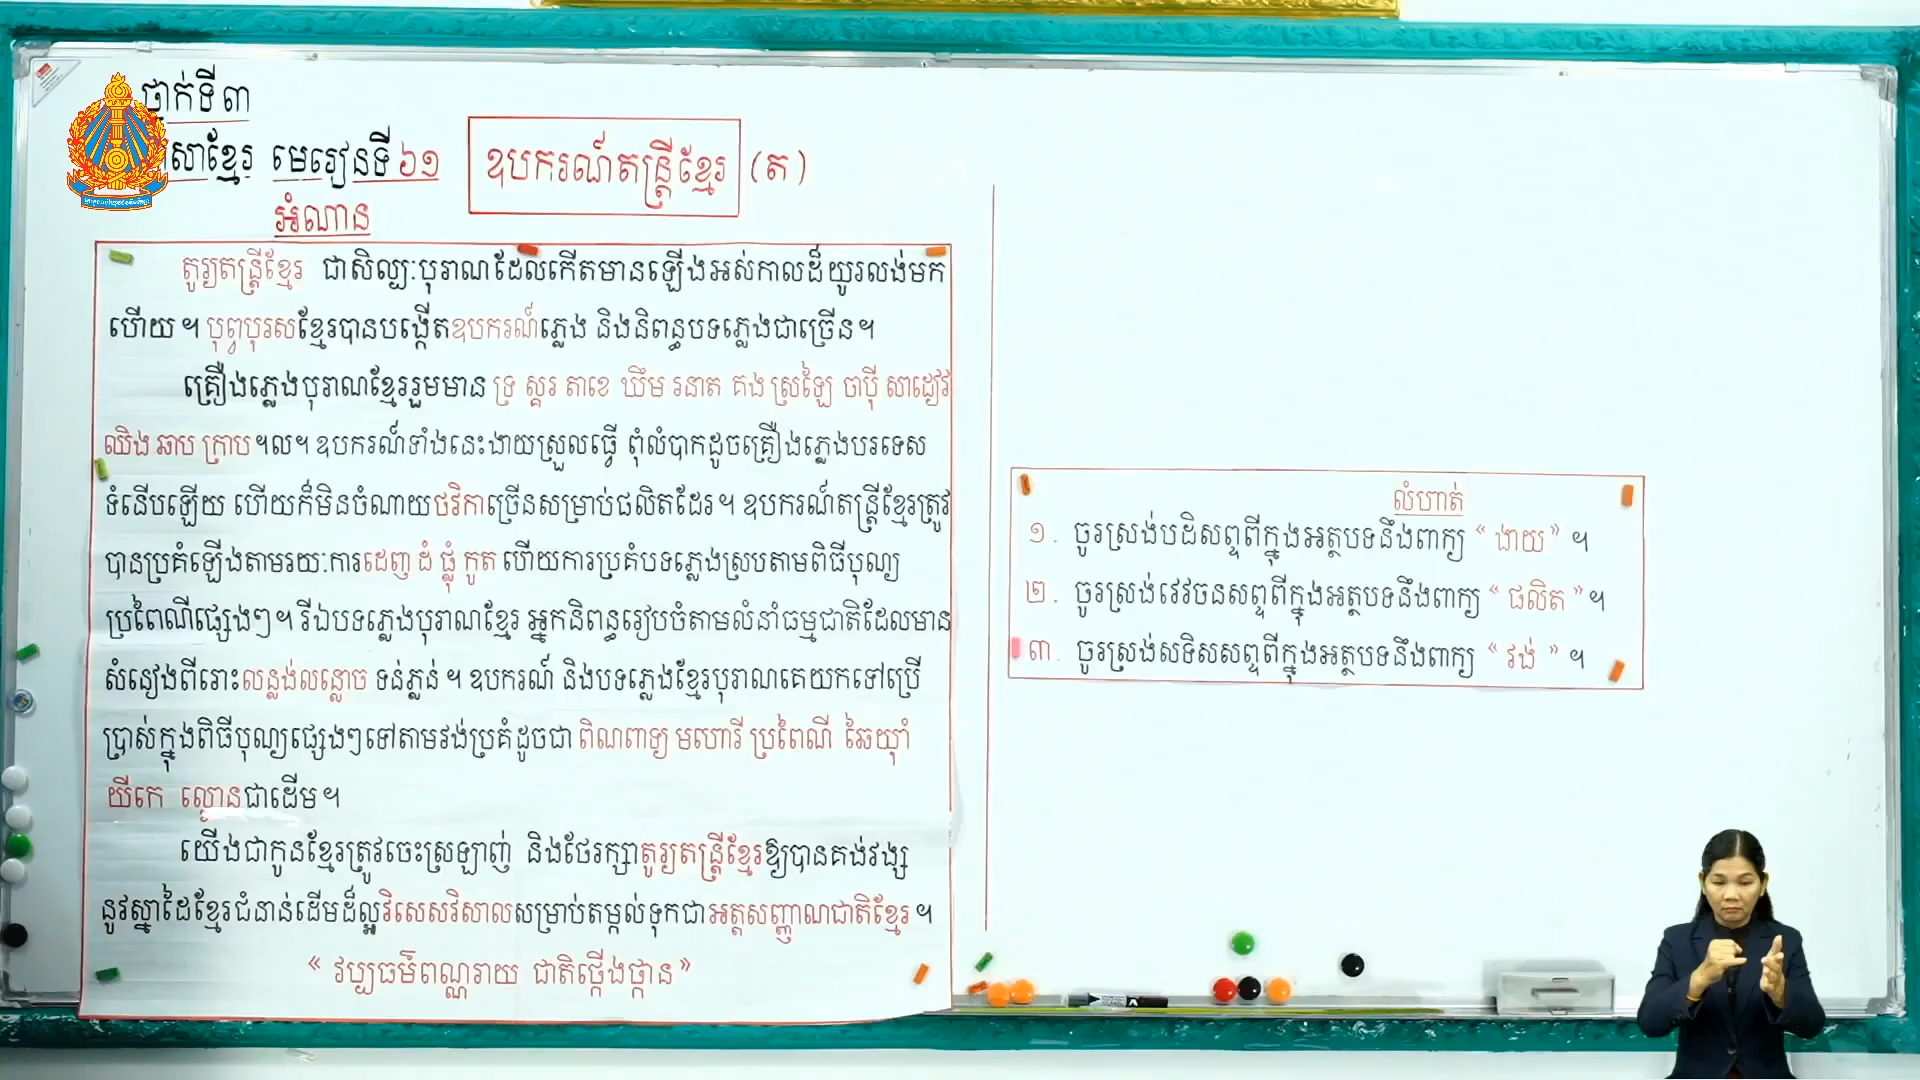 ថ្នាក់ទី ៣
សាខ្មែរ មេរៀនទី ៦១ ឧបករណ៍តន្ត្រីខ្មែរ (ត)
អំណាន
តូរ្យតន្ត្រីខ្មែរ ជាសិល្បៈបុរាណដែលកើតមានឡើងអស់កាលដ៏យូរលង់មក
ហើយ។ បុព្វបុរសខ្មែរបានបង្កើតឧបករណ៍ភ្លេង និងនិពន្ធបទភ្លេងជាច្រើន។
គ្រឿងភ្លេងបុរាណខ្មែររួមមាន ទ្រ ស្គរ តាខេ ឃឹម រនាត គង ស្រឡៃ ចាប៉ី សាដៀវ
ឈិង ឆាប ក្រាប ។ល។ ឧបករណ៍ទាំងនេះងាយស្រួលធ្វើ ពុំលំបាកដូចគ្រឿងភ្លេងបរទេស
ទំនើបឡើយ ហើយក៏មិនចំណាយថវិកាច្រើនសម្រាប់ផលិតដែរ។ ឧបករណ៍តន្ត្រីខ្មែរត្រូវ
បានប្រគំឡើងតាមរយៈការដេញ ដំ ផ្លុំ កូត ហើយការប្រគំបទភ្លេងស្របតាមពិធីបុណ្យ
ប្រពៃណីផ្សេងៗ។ រីឯបទភ្លេងបុរាណខ្មែរ អ្នកនិពន្ធរៀបចំតាមលំនាំធម្មជាតិដែលមាន
សំនៀងពីរោះលន្លង់លន្លោច ទន់ភ្លន់។ ឧបករណ៍ និងបទភ្លេងខ្មែរបុរាណគេយកទៅប្រើ
ប្រាស់ក្នុងពិធីបុណ្យផ្សេងៗទៅតាមវង់ប្រគំដូចជា ពិណពាទ្យ មហោរី ប្រពៃណី ឆៃយ៉ាំ
យីកេ ល្ខោនជាដើម។
យើងជាកូនខ្មែរត្រូវចេះស្រឡាញ់ និងថែរក្សាតូរ្យតន្ត្រីខ្មែរឱ្យបានគង់វង្ស
នូវស្នាដៃខ្មែរជំនាន់ដើមដ៏ល្អវិសេសវិសាលសម្រាប់តម្កល់ទុកជាអត្តសញ្ញាណជាតិខ្មែរ។
« វប្បធម៌ពណ្ណរាយ ជាតិថ្កើងថ្កាន »
លំហាត់
១. ចូរស្រង់បដិសព្ទពីក្នុងអត្ថបទនឹងពាក្យ « ងាយ » ។
២. ចូរស្រង់វេវចនសព្ទពីក្នុងអត្ថបទនឹងពាក្យ « ផលិត » ។
៣. ចូរស្រង់សទិសសព្ទពីក្នុងអត្ថបទនឹងពាក្យ « វង់ » ។